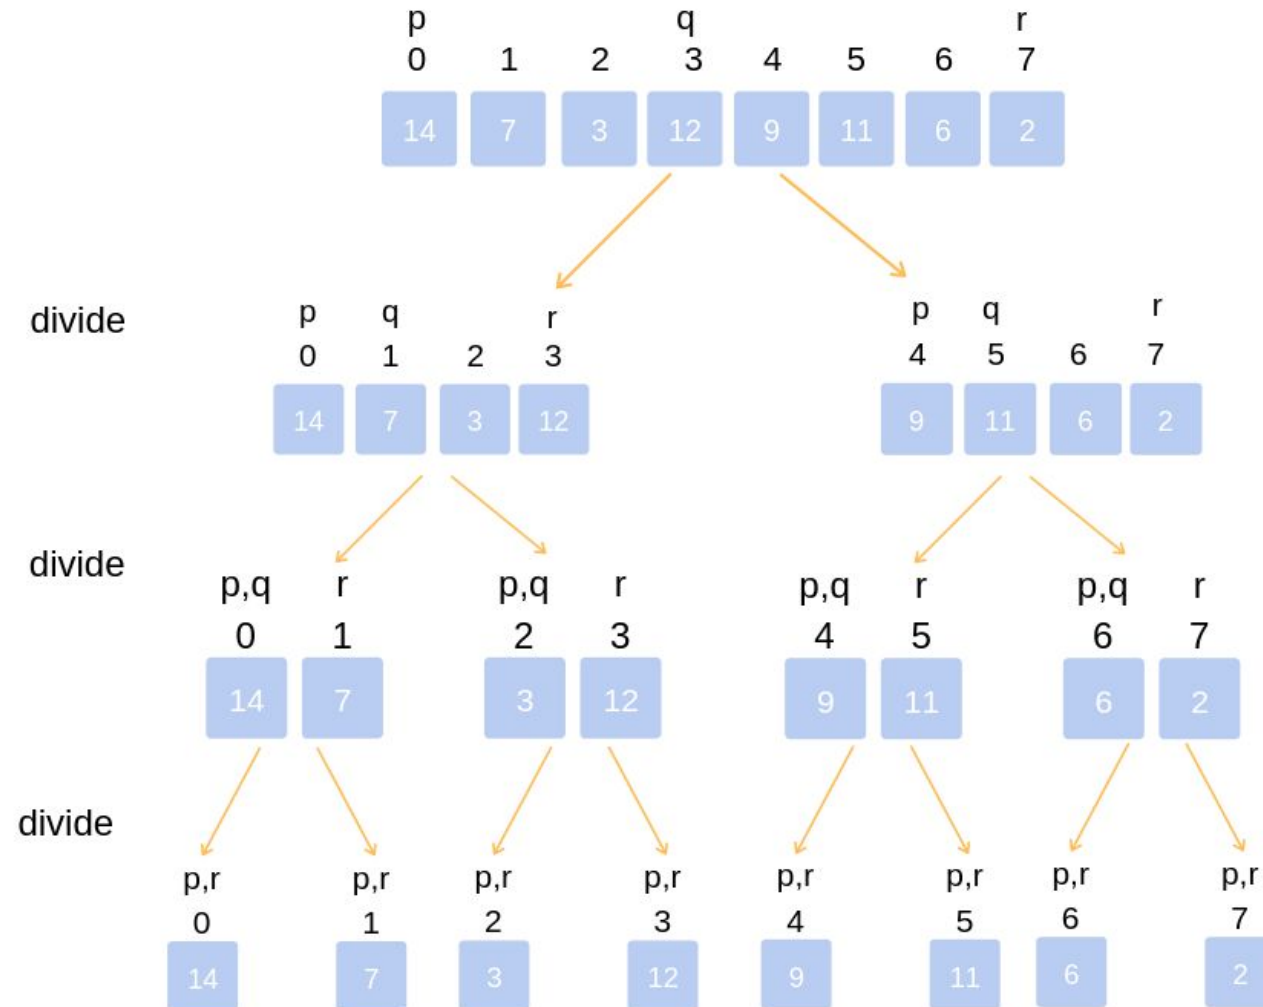 p q r
0 1 2 3 4 5 6 7
14 7 3 12 9 11 6 2
divide
p q r
0 1 2 3
14 7 3 12
p q r
4 5 6 7
9 11 6 2
divide
p,q r
0 1
14 7
p,q r
2 3
3 12
p,q r
4 5
9 11
p,q r
6 7
6 2
divide
p,r
0
14
p,r
1
7
p,r
2
3
p,r
3
12
p,r
4
9
p,r
5
11
p,r
6
6
p,r
7
2